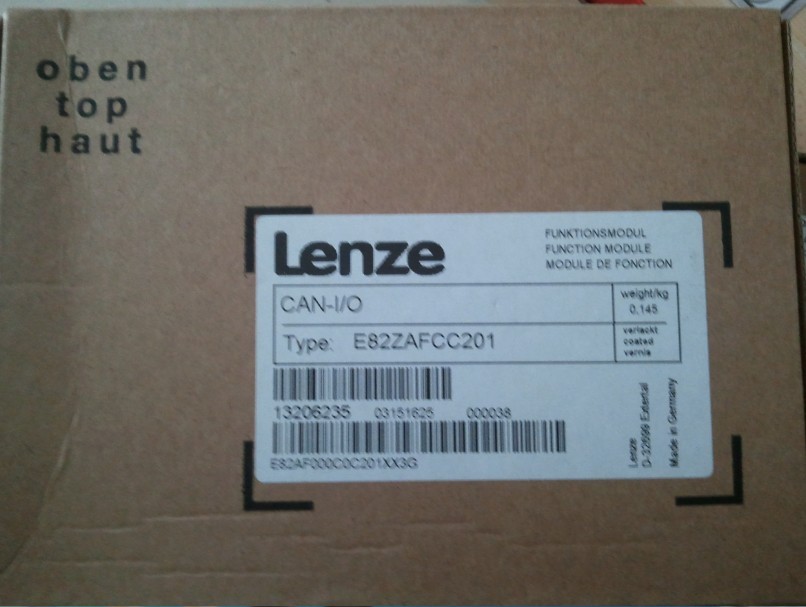 oben
top
haut
Lenze
FUNKTIONSMODUL
FUNCTION MODULE
MODULE DE FONCTION
CAN-I/O
weight/kg
0,145
Type: E82ZAFCC201
verlackt
coated
vernis
13206235 03151625 000038
E82AF000C0C201XX3G
Lenze
D-32699 Extertal
Made in Germany